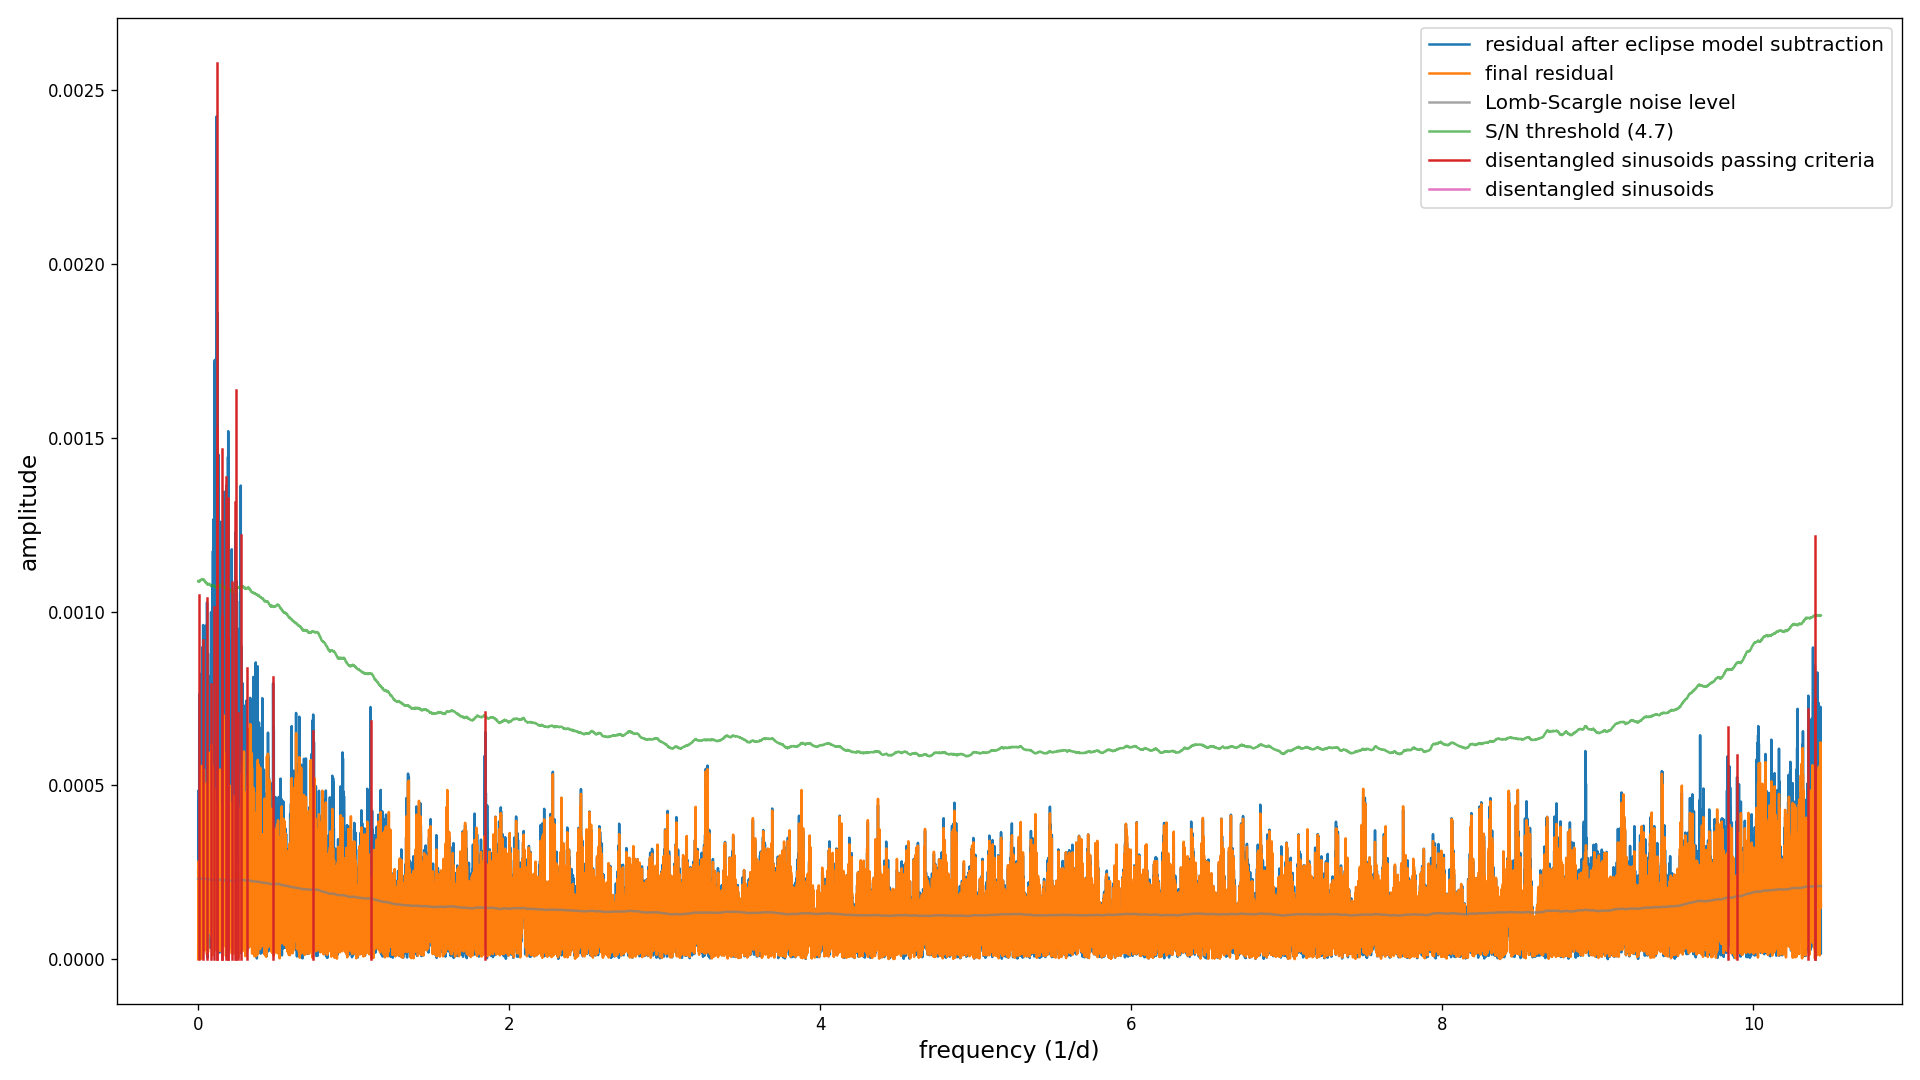 residual after eclipse model subtraction
final residual
Lomb-Scargle noise level
S/N threshold (4.7)
disentangled sinusoids passing criteria
disentangled sinusoids
0.0025
0.0020
0.0015
0.0010
0.0005
0.0000
amplitude
0 2 4 6 8 10
frequency (1/d)